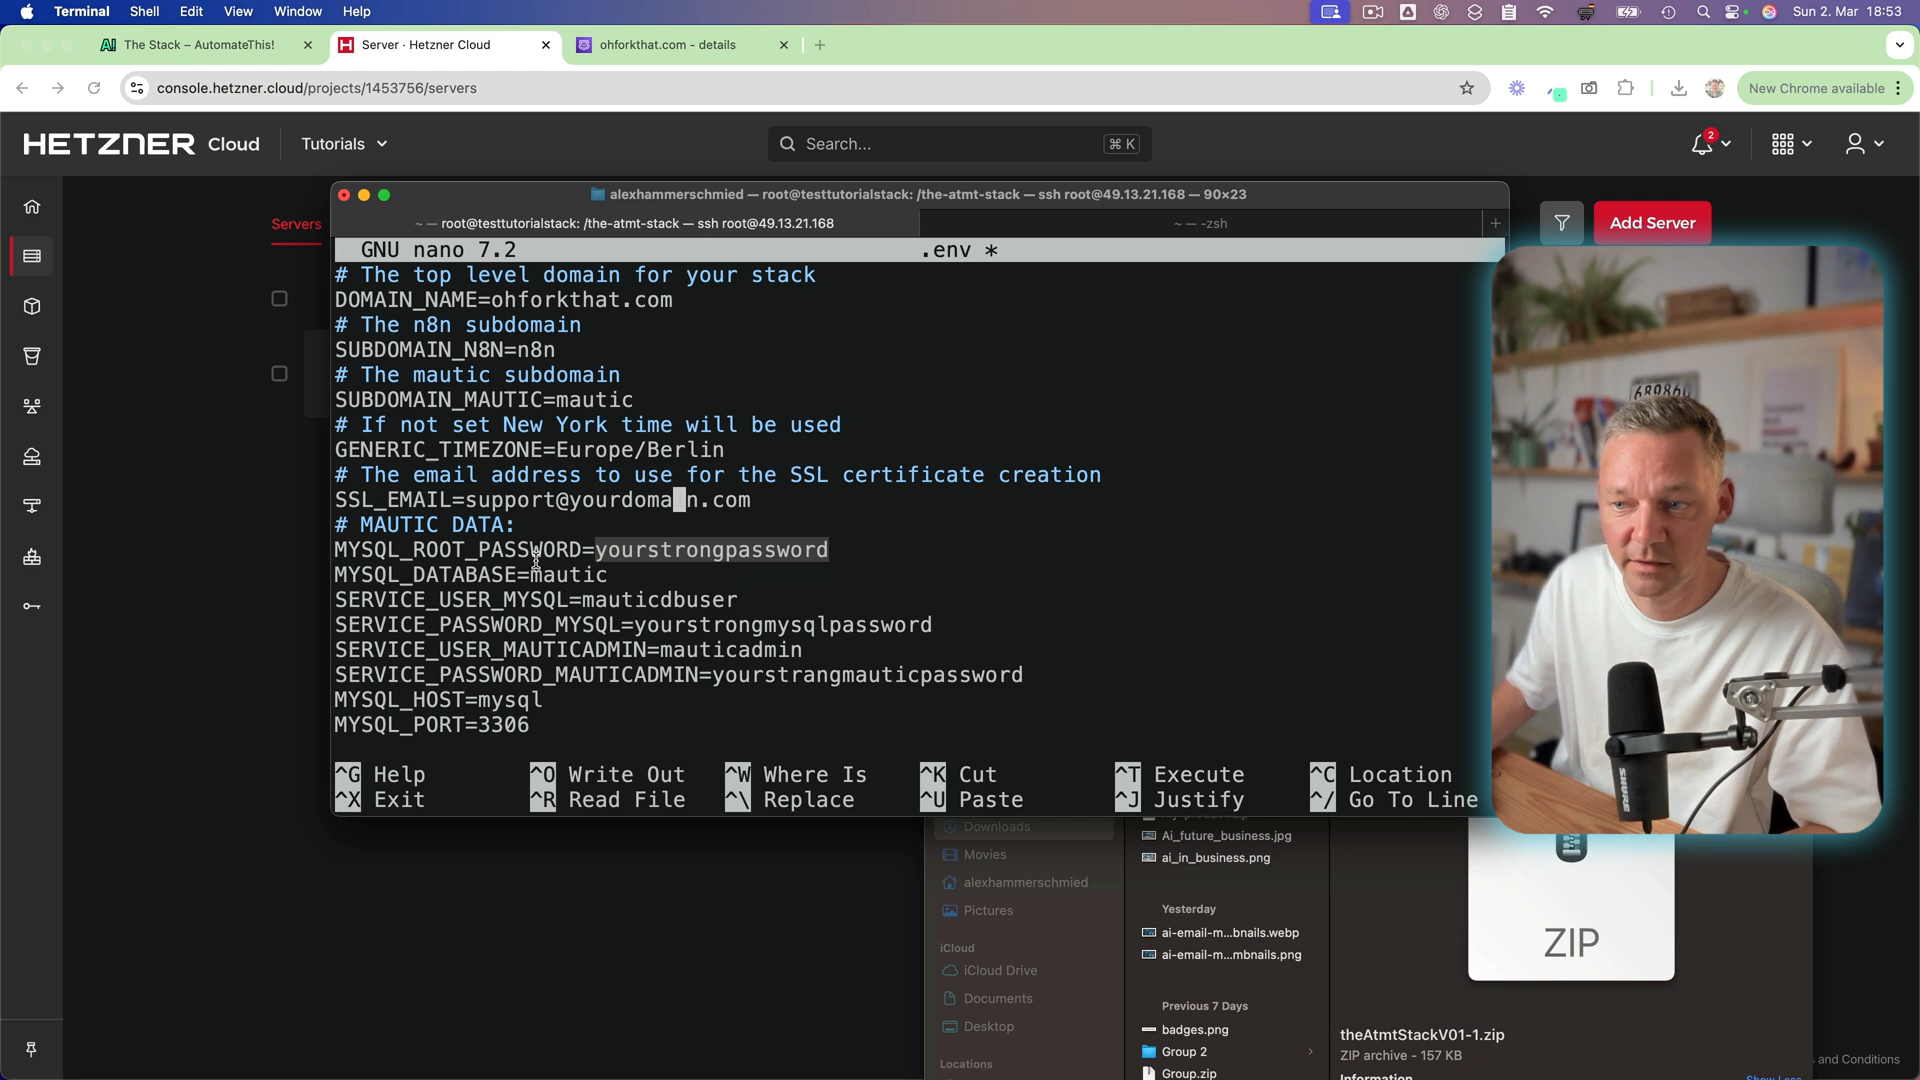 Terminal Shell Edit View Window Help
Sun 2. Mar 18:53
The Stack – AutomateThis!
Server · Hetzner Cloud
ohforkthat.com - details
console.hetzner.cloud/projects/1453756/servers
New Chrome available
HETZNER Cloud
Tutorials
Search...
⌘ K
2
Servers
Add Server
alexhammerschmied — root@testtutorialstack: /the-atmt-stack — ssh root@49.13.21.168 — 90×23
~ — root@testtutorialstack: /the-atmt-stack — ssh root@49.13.21.168
~ — -zsh
GNU nano 7.2 .env *
# The top level domain for your stack
DOMAIN_NAME=ohforkthat.com
# The n8n subdomain
SUBDOMAIN_N8N=n8n
# The mautic subdomain
SUBDOMAIN_MAUTIC=mautic
# If not set New York time will be used
GENERIC_TIMEZONE=Europe/Berlin
# The email address to use for the SSL certificate creation
SSL_EMAIL=support@yourdomain.com
# MAUTIC DATA:
MYSQL_ROOT_PASSWORD=yourstrongpassword
MYSQL_DATABASE=mautic
SERVICE_USER_MYSQL=mauticdbuser
SERVICE_PASSWORD_MYSQL=yourstrongmysqlpassword
SERVICE_USER_MAUTICADMIN=mauticadmin
SERVICE_PASSWORD_MAUTICADMIN=yourstrangmauticpassword
MYSQL_HOST=mysql
MYSQL_PORT=3306
^G Help ^O Write Out ^W Where Is ^K Cut ^T Execute ^C Location
^X Exit ^R Read File ^\ Replace ^U Paste ^J Justify ^/ Go To Line
689860
SHURE
Downloads
Movies
alexhammerschmied
Pictures
iCloud
iCloud Drive
Documents
Desktop
Locations
Ai_future_business.jpg
ai_in_business.png
Yesterday
ai-email-m...bnails.webp
ai-email-m...mbnails.png
Previous 7 Days
badges.png
Group 2
Group.zip
ZIP
theAtmtStackV01-1.zip
ZIP archive - 157 KB
Information
Show Less
and Conditions